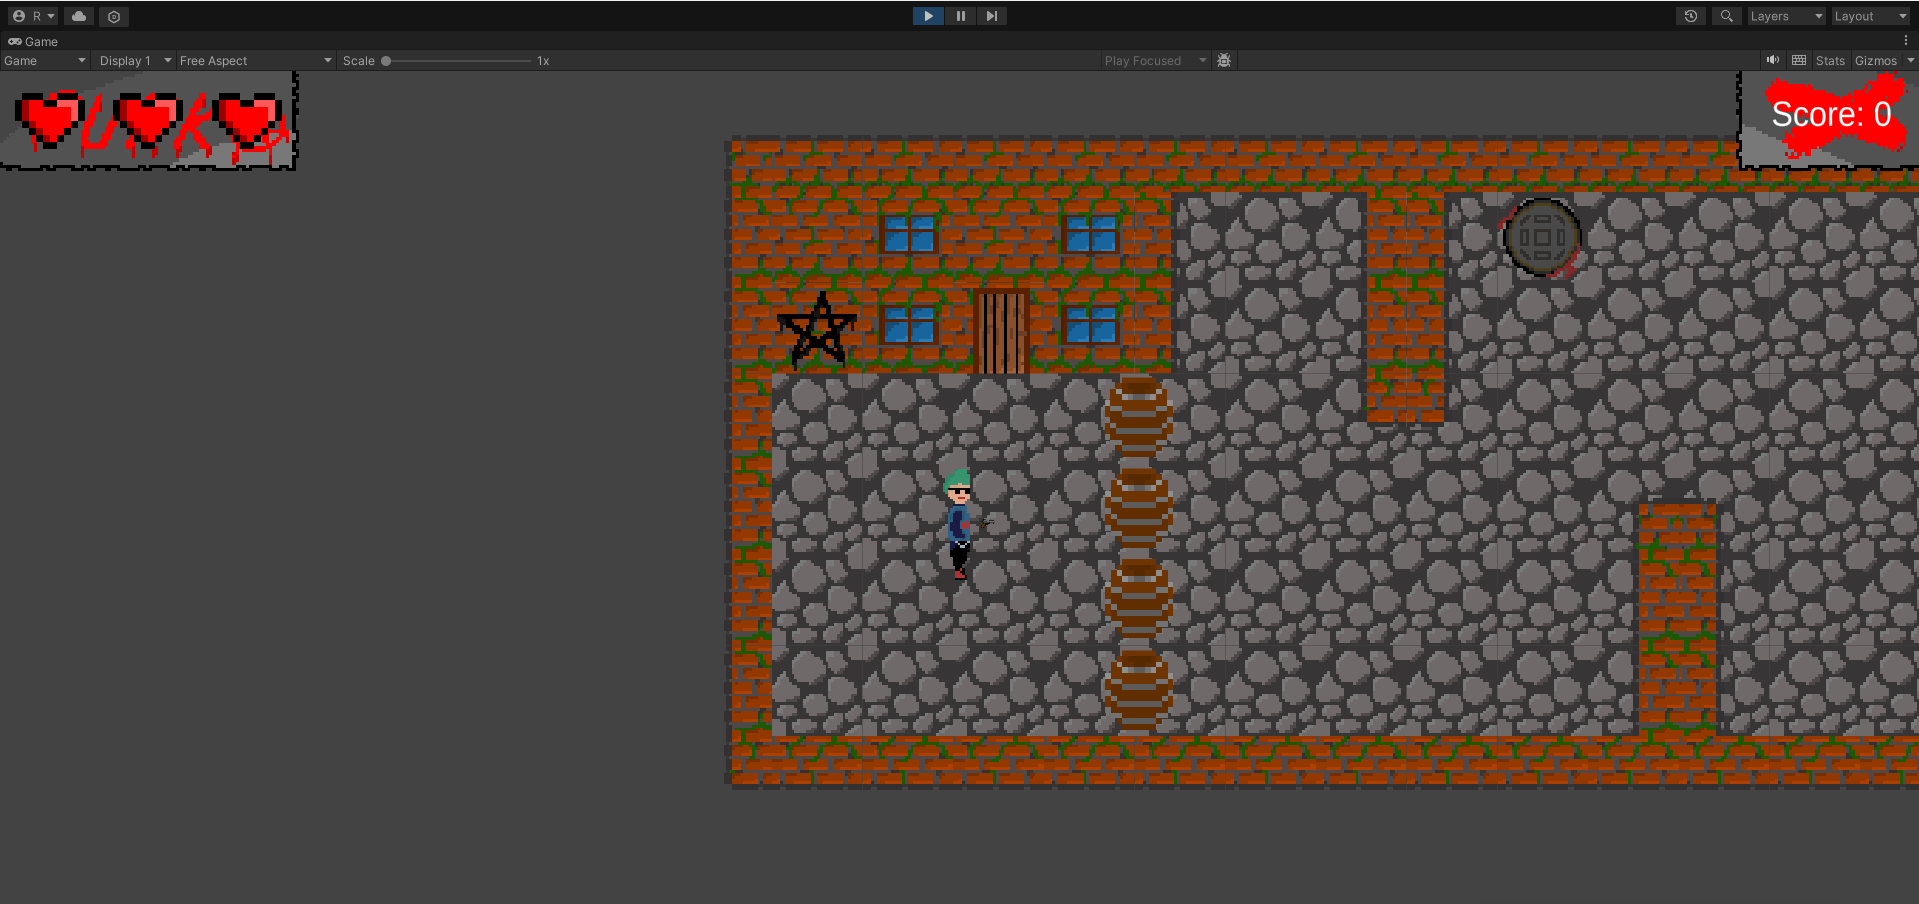 R
Layers
Layout
Game
Game
Display 1
Free Aspect
Scale
1x
Play Focused
Stats
Gizmos
Score: 0